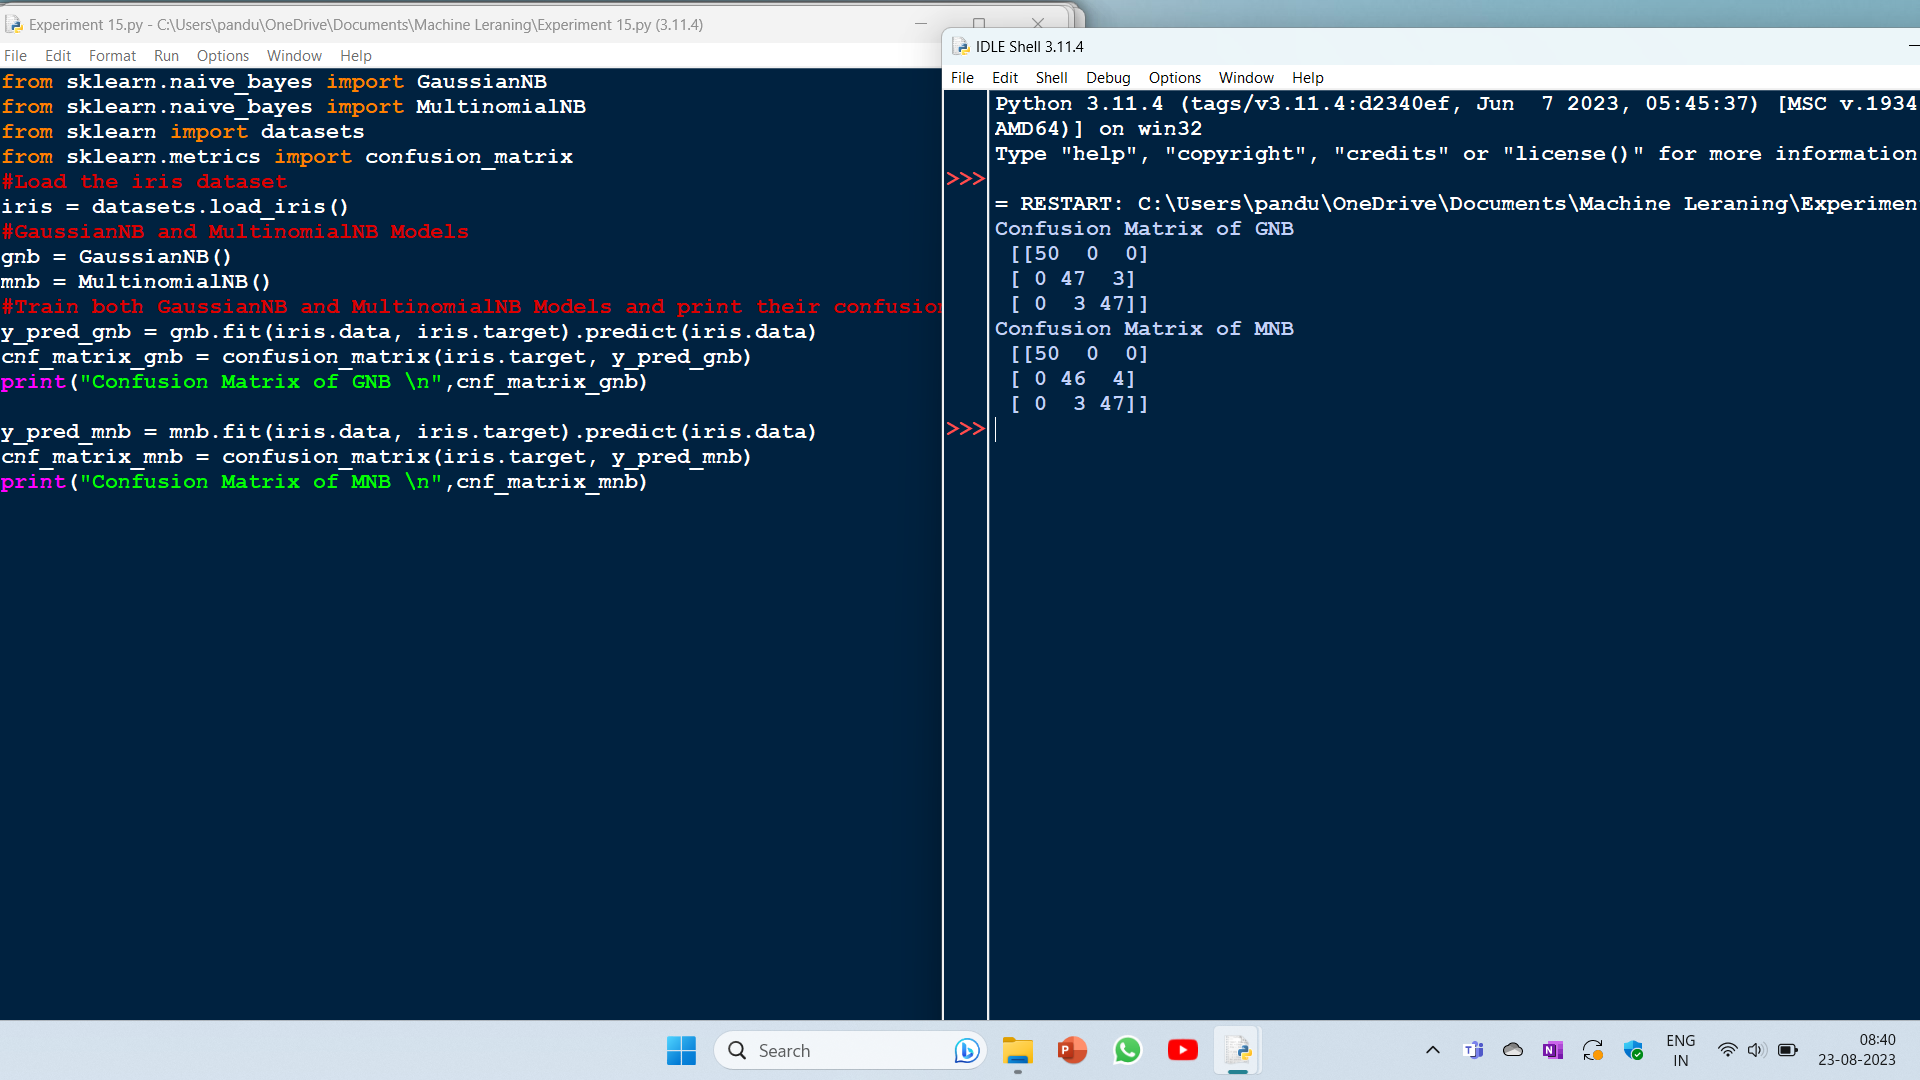 Experiment 15.py - C:\Users\pandu\OneDrive\Documents\Machine Leraning\Experiment 15.py (3.11.4)
File Edit Format Run Options Window Help
from sklearn.naive_bayes import GaussianNB
from sklearn.naive_bayes import MultinomialNB
from sklearn import datasets
from sklearn.metrics import confusion_matrix
#Load the iris dataset
iris = datasets.load_iris()
#GaussianNB and MultinomialNB Models
gnb = GaussianNB()
mnb = MultinomialNB()
#Train both GaussianNB and MultinomialNB Models and print their confusion
y_pred_gnb = gnb.fit(iris.data, iris.target).predict(iris.data)
cnf_matrix_gnb = confusion_matrix(iris.target, y_pred_gnb)
print("Confusion Matrix of GNB \n",cnf_matrix_gnb)
y_pred_mnb = mnb.fit(iris.data, iris.target).predict(iris.data)
cnf_matrix_mnb = confusion_matrix(iris.target, y_pred_mnb)
print("Confusion Matrix of MNB \n",cnf_matrix_mnb)
IDLE Shell 3.11.4
File Edit Shell Debug Options Window Help
Python 3.11.4 (tags/v3.11.4:d2340ef, Jun  7 2023, 05:45:37) [MSC v.1934
AMD64)] on win32
Type "help", "copyright", "credits" or "license()" for more information
>>>
= RESTART: C:\Users\pandu\OneDrive\Documents\Machine Leraning\Experimen
Confusion Matrix of GNB
[[50  0  0]
[ 0 47  3]
[ 0  3 47]]
Confusion Matrix of MNB
[[50  0  0]
[ 0 46  4]
[ 0  3 47]]
>>>
Search
ENG
IN
08:40
23-08-2023